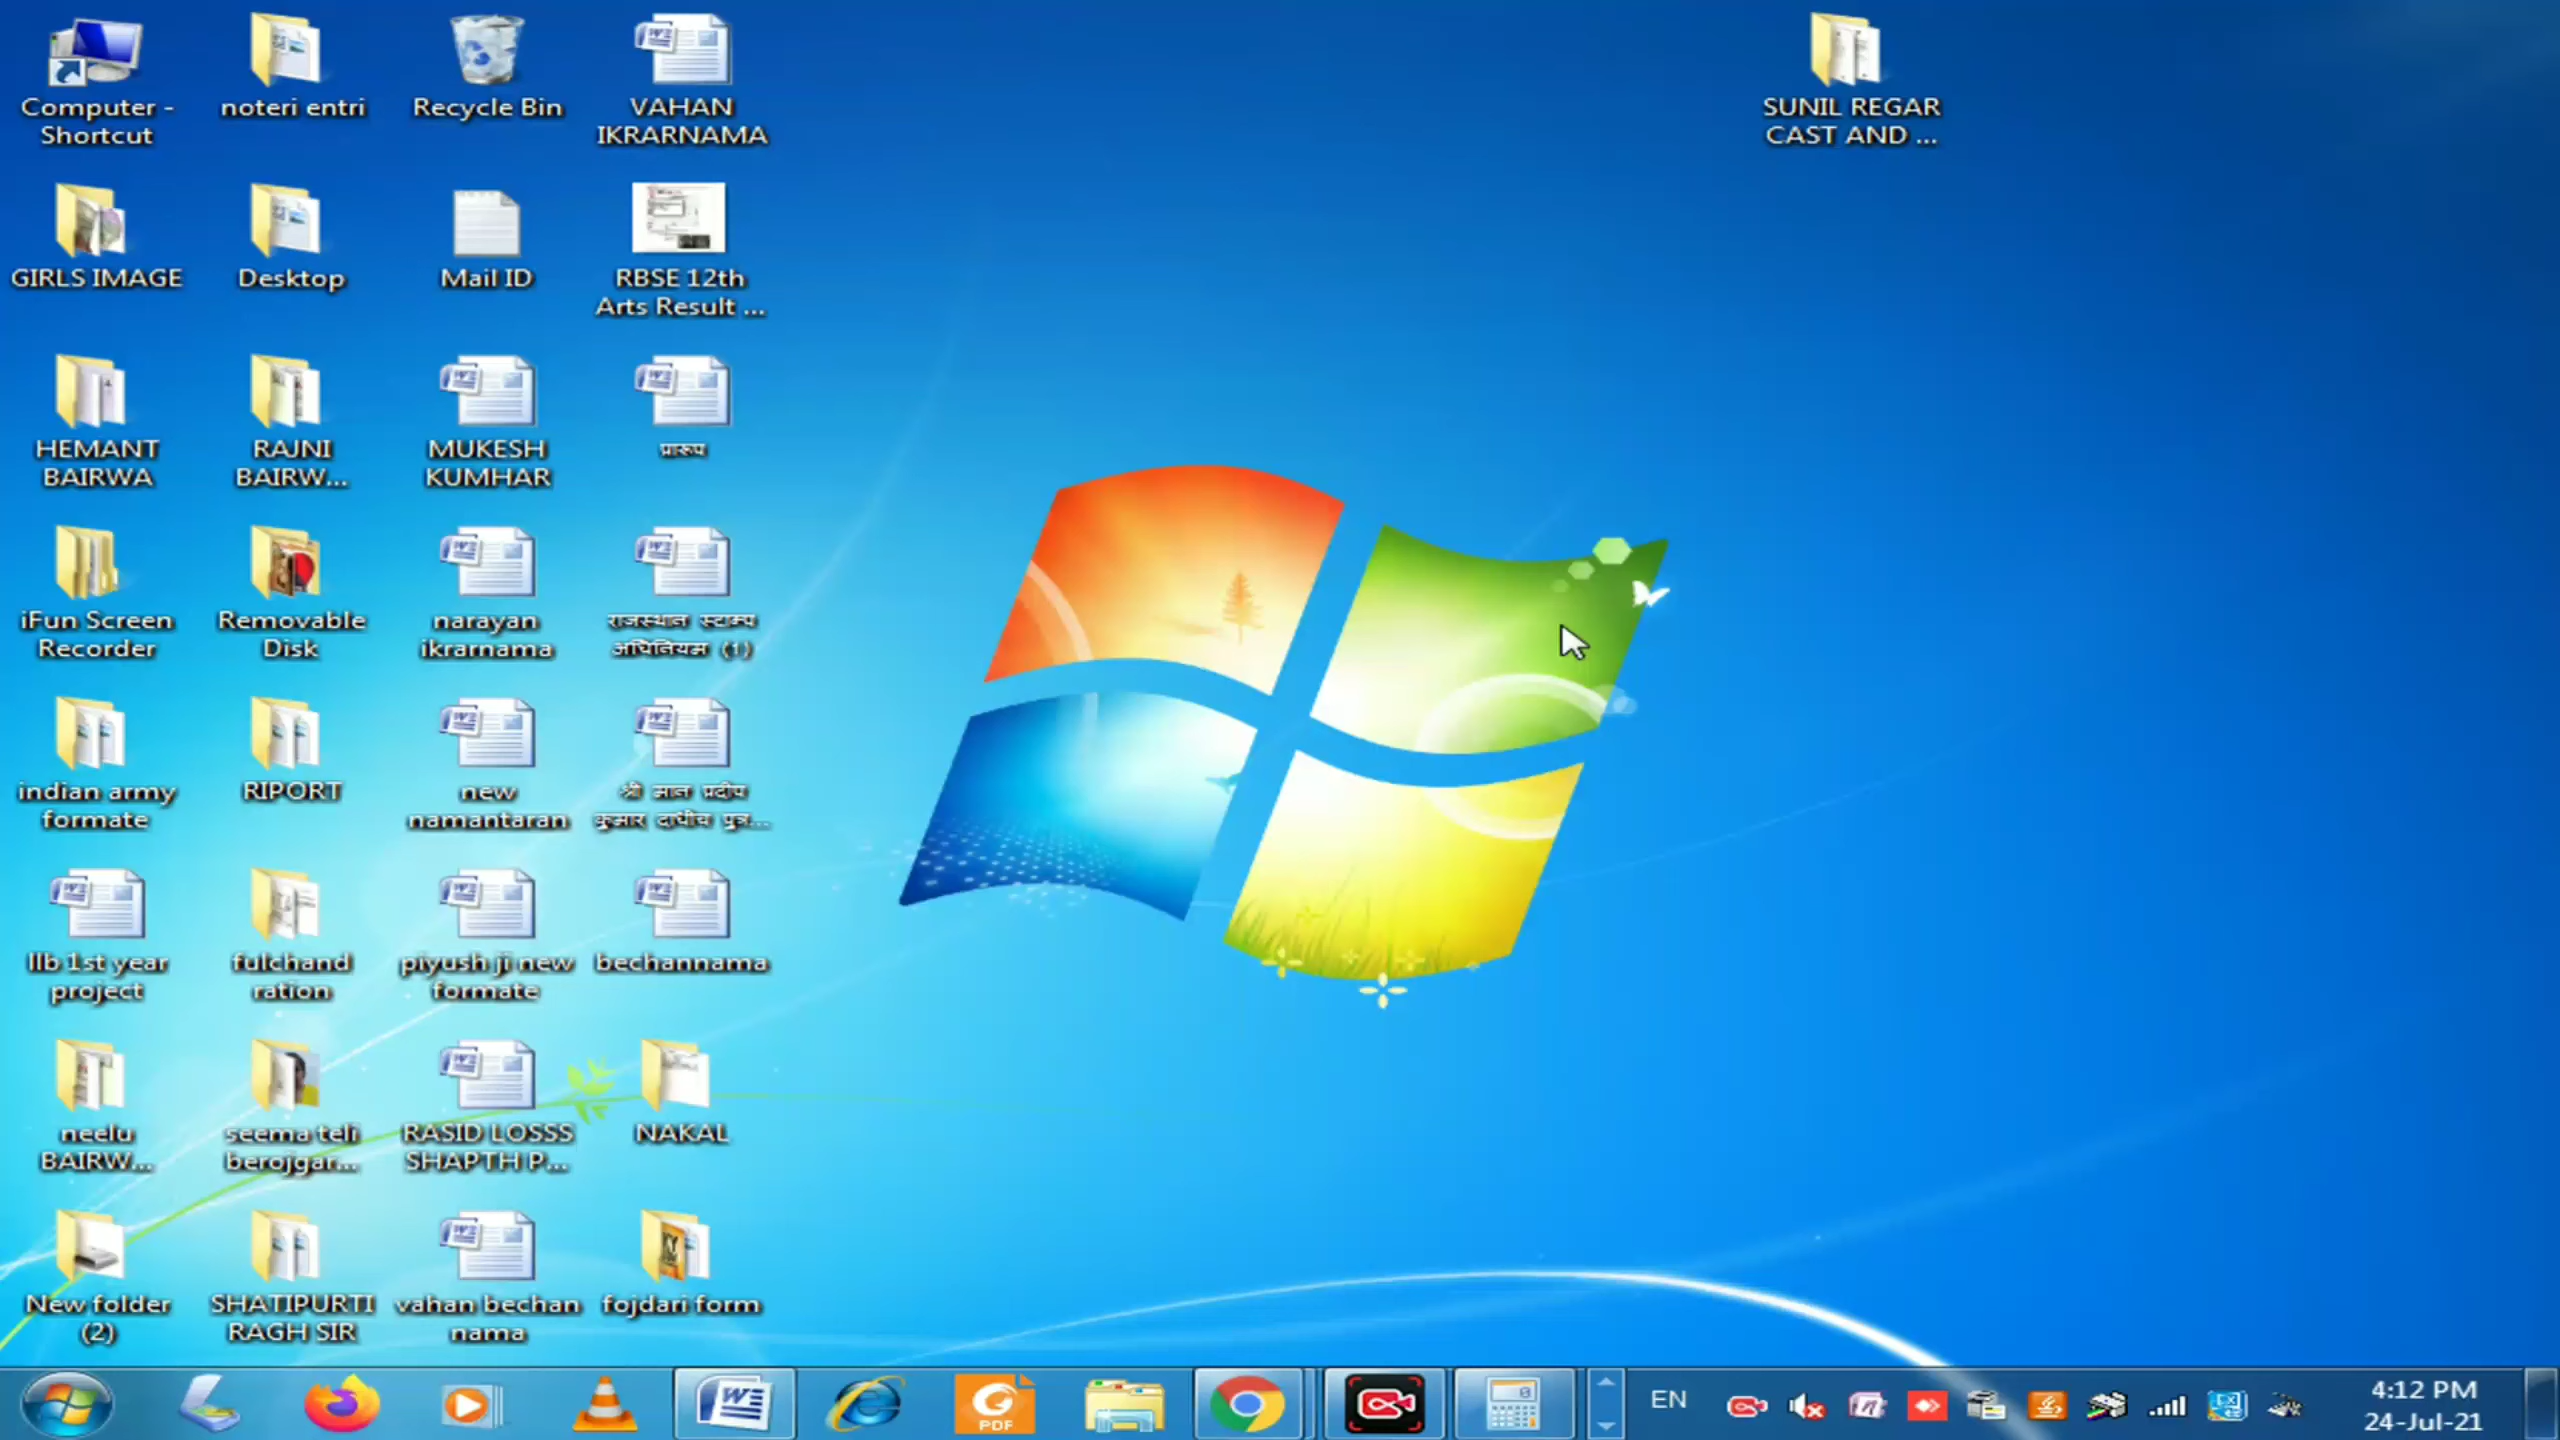 Computer -
Shortcut
noteri entri
Recycle Bin
VAHAN
IKRARNAMA
SUNIL REGAR
CAST AND ...
GIRLS IMAGE
Desktop
Mail ID
RBSE 12th
Arts Result ...
HEMANT
BAIRWA
RAJNI
BAIRW...
MUKESH
KUMHAR
प्रारूप
iFun Screen
Recorder
Removable
Disk
narayan
ikrarnama
राजस्थान स्टाम्प
अधिनियम (1)
indian army
formate
RIPORT
new
namantaran
श्री मान प्रदीप
कुमार दाधीच पुत्र...
llb 1st year
project
fulchand
ration
piyush ji new
formate
bechannama
neelu
BAIRW...
seema teli
berojgar...
RASID LOSSS
SHAPTH P...
NAKAL
New folder
(2)
SHATIPURTI
RAGH SIR
vahan bechan
nama
fojdari form
PDF
EN
4:12 PM
24-Jul-21